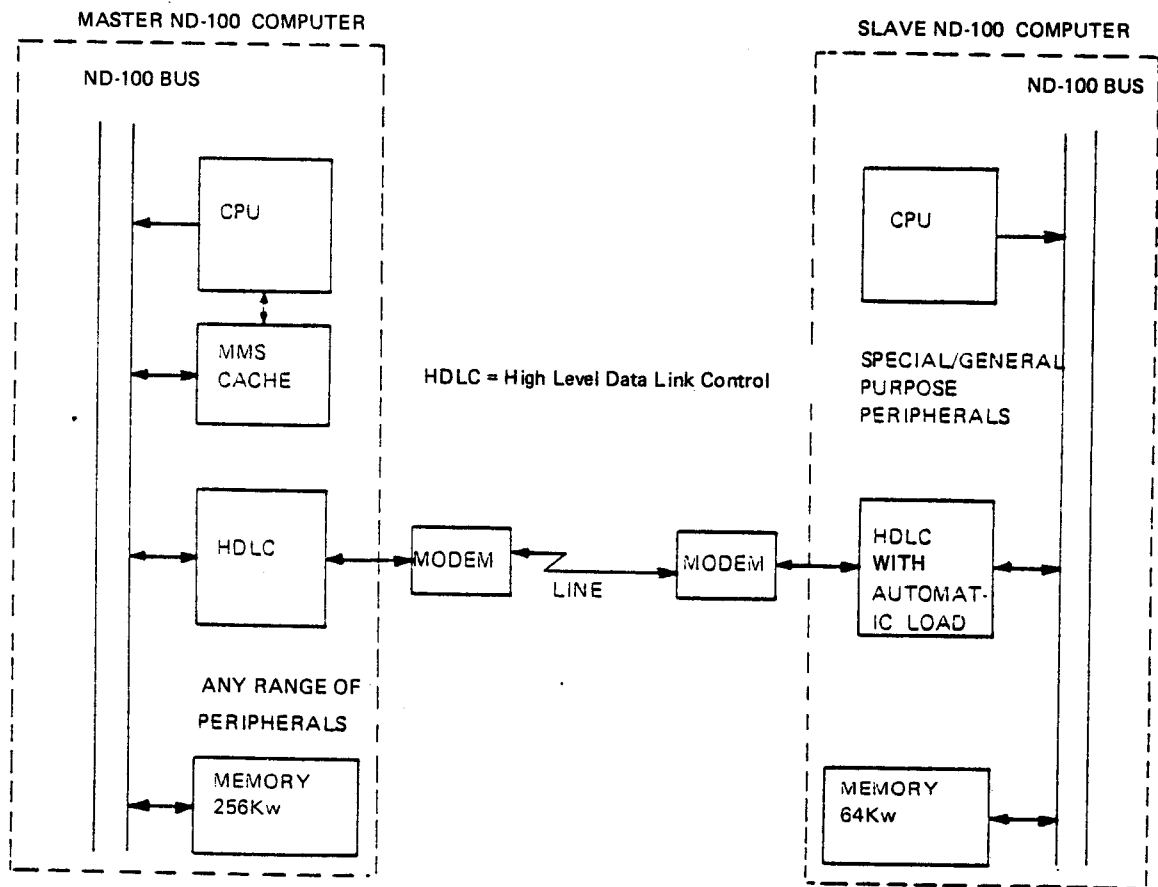 MASTER ND-100 COMPUTER
ND-100 BUS
CPU
MMS
CACHE
HDLC
ANY RANGE OF
PERIPHERALS
MEMORY
256Kw
HDLC = High Level Data Link Control
MODEM
LINE
MODEM
SLAVE ND-100 COMPUTER
ND-100 BUS
CPU
SPECIAL/GENERAL
PURPOSE
PERIPHERALS
HDLC
WITH
AUTOMAT-
IC LOAD
MEMORY
64Kw